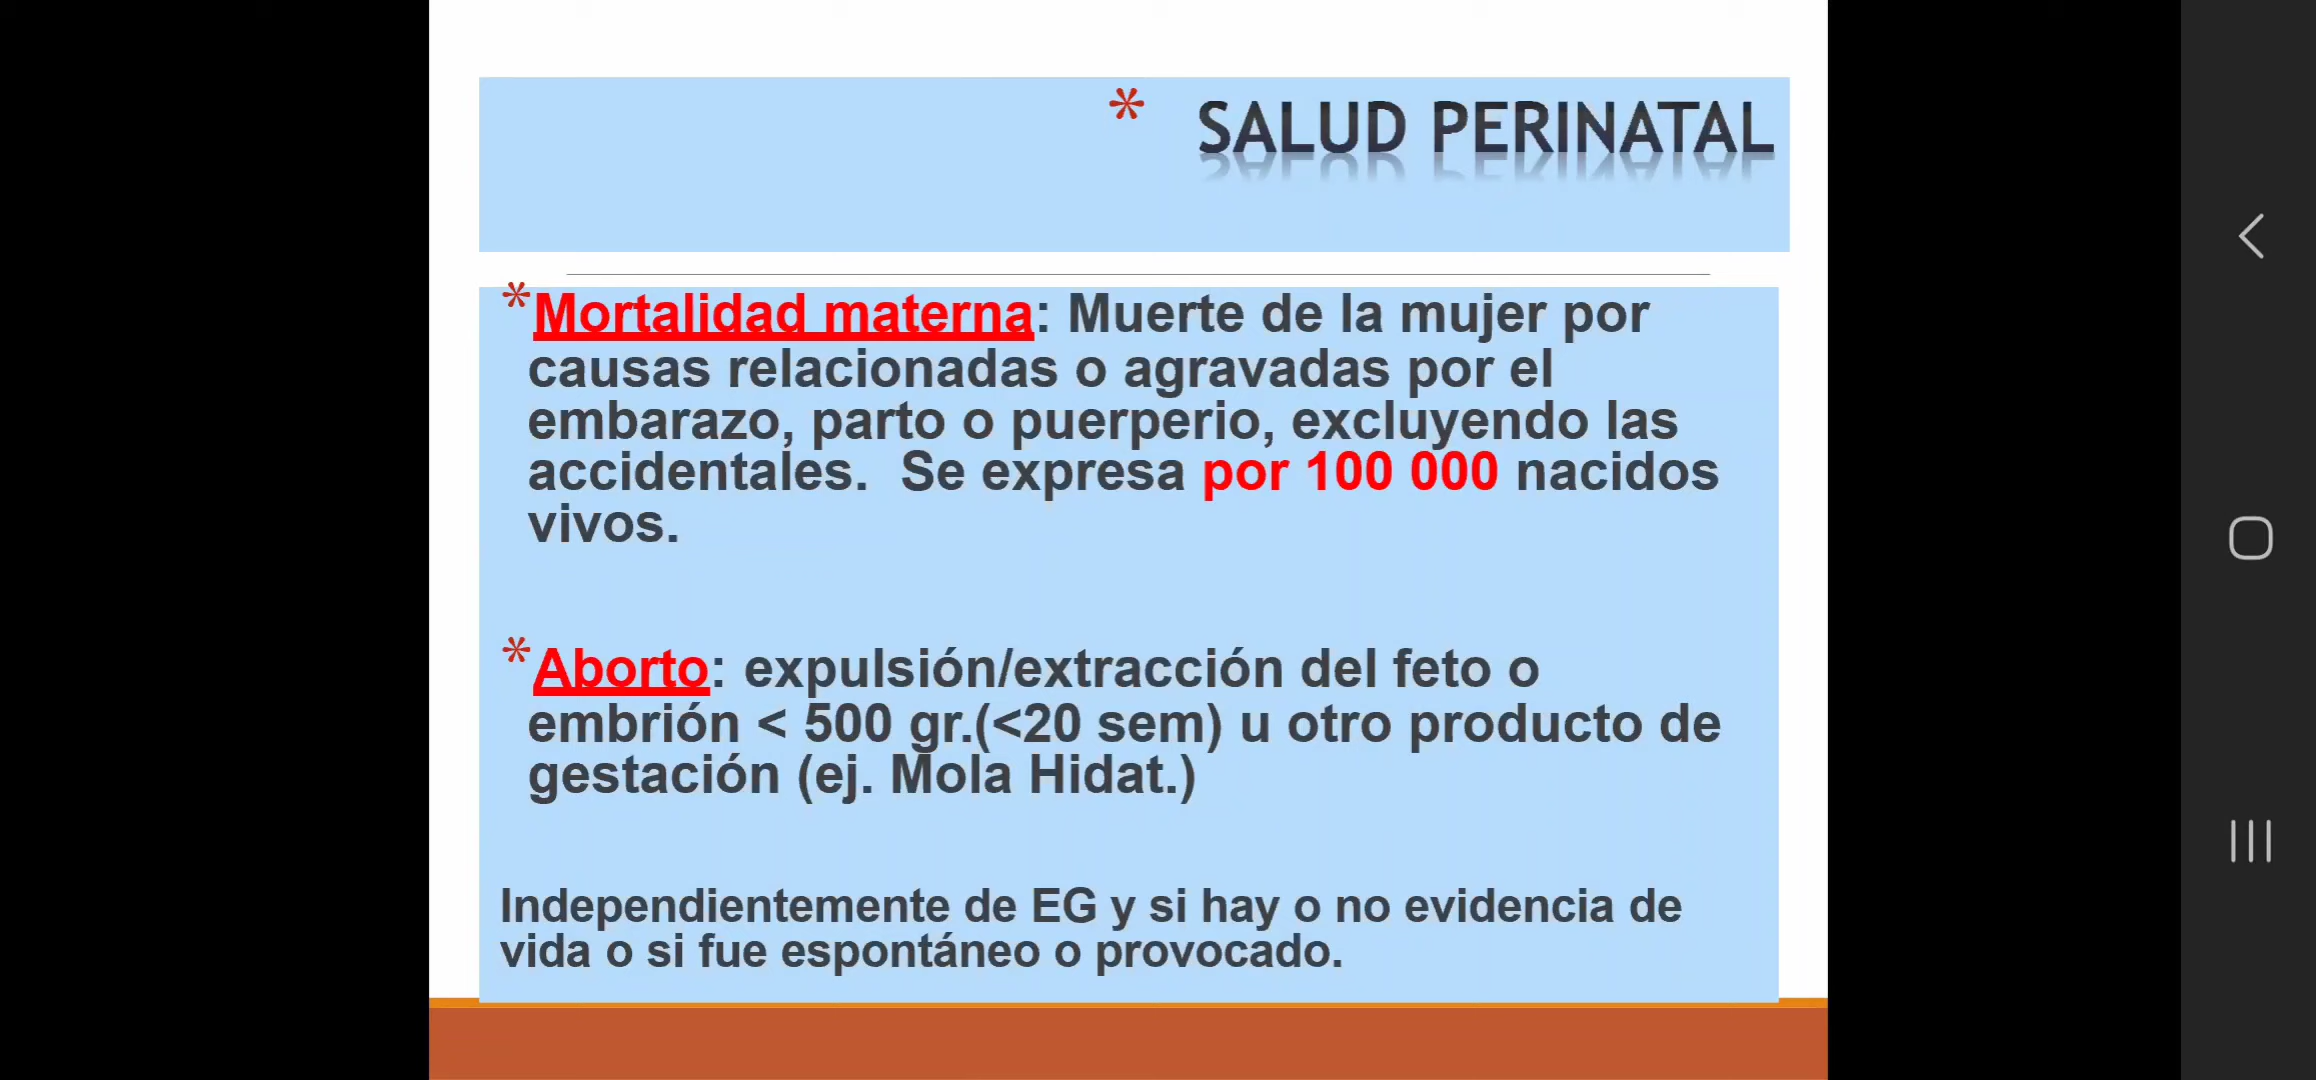 * SALUD PERINATAL
*Mortalidad materna: Muerte de la mujer por
causas relacionadas o agravadas por el
embarazo, parto o puerperio, excluyendo las
accidentales. Se expresa por 100 000 nacidos
vivos.
*Aborto: expulsión/extracción del feto o
embrión < 500 gr.(<20 sem) u otro producto de
gestación (ej. Mola Hidat.)
Independientemente de EG y si hay o no evidencia de
vida o si fue espontáneo o provocado.